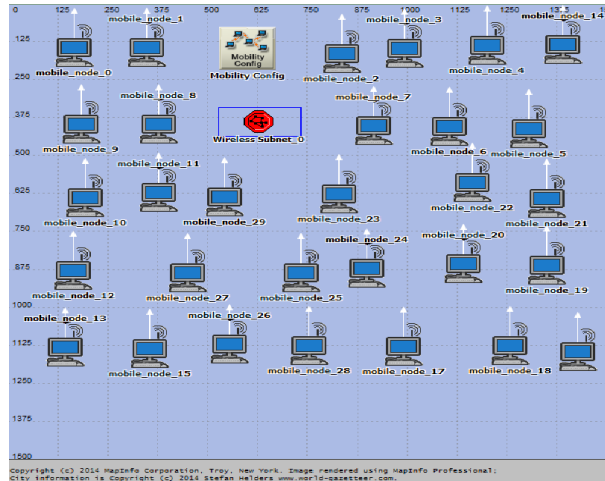 0 125 250 375 500 625 750 875 1000 1125 1250 1375 1500
mobile_node_1
mobile_node_3
mobile_node_14
mobile_node_0
Mobility Config
Mobility Config
mobile_node_2
mobile_node_4
125
250
mobile_node_8
mobile_node_7
375
mobile_node_9
Wireless Subnet_0
mobile_node_6
mobile_node_5
500
mobile_node_11
625
mobile_node_10
mobile_node_29
mobile_node_23
mobile_node_22
mobile_node_21
750
mobile_node_24
mobile_node_20
875
mobile_node_12
mobile_node_27
mobile_node_25
mobile_node_19
1000
mobile_node_13
mobile_node_26
1125
mobile_node_15
mobile_node_28
mobile_node_17
mobile_node_18
1250
1375
1500
Copyright (c) 2014 MapInfo Corporation, Troy, New York. Image rendered using MapInfo Professional;
City information is Copyright (c) 2014 Stefan Helders www.world-gazetteer.com.